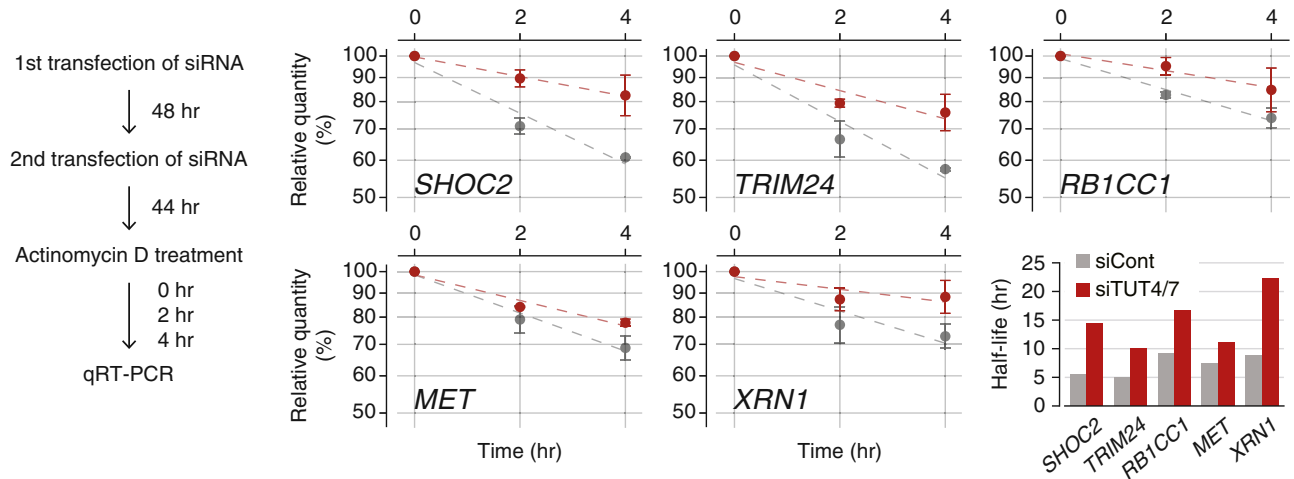 1st transfection of siRNA
48 hr
2nd transfection of siRNA
44 hr
Actinomycin D treatment
0 hr
2 hr
4 hr
qRT-PCR
0 2 4
Relative quantity
(%)
100
90
80
70
60
50
SHOC2
0 2 4
100
90
80
70
60
50
TRIM24
0 2 4
100
90
80
70
60
50
RB1CC1
0 2 4
Relative quantity
(%)
100
90
80
70
60
50
MET
Time (hr)
0 2 4
100
90
80
70
60
50
XRN1
Time (hr)
Half-life (hr)
25
20
15
10
5
0
siCont
siTUT4/7
SHOC2
TRIM24
RB1CC1
MET
XRN1